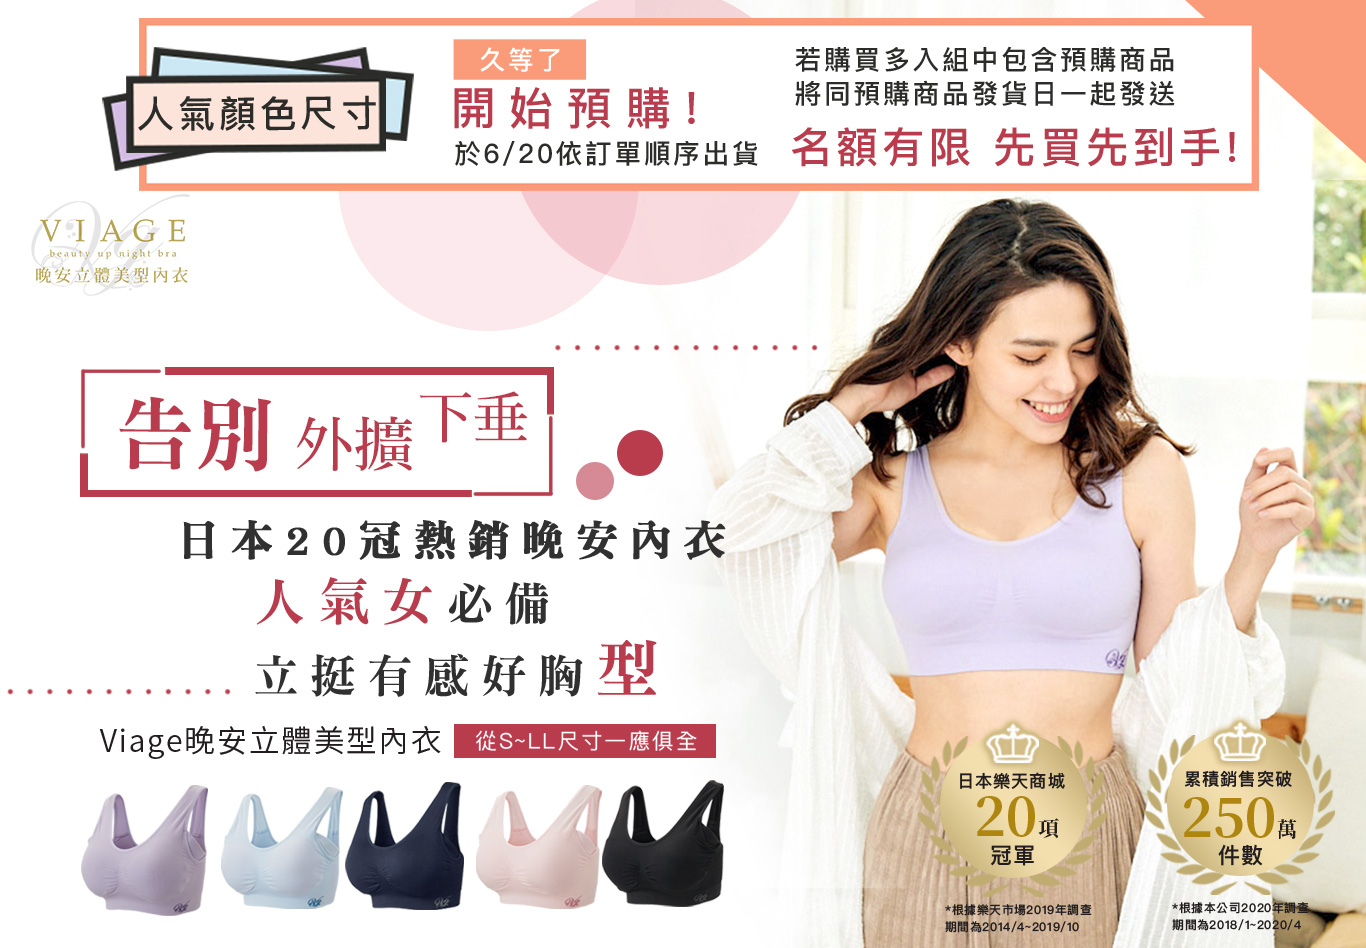 人氣顏色尺寸
久等了
開始預購!
於6/20依訂單順序出貨
若購買多入組中包含預購商品
將同預購商品發貨日一起發送
名額有限 先買先到手!
VIAGE
beauty up night bra
晚安立體美型內衣
告別 外擴 下垂
日本20冠熱銷晚安內衣
人氣女必備
立挺有感好胸型
Viage晚安立體美型內衣
從S~LL尺寸一應俱全
日本樂天商城
20項
冠軍
*根據樂天市場2019年調查
期間為2014/4~2019/10
累積銷售突破
250萬
件數
*根據本公司2020年調查
期間為2018/1~2020/4